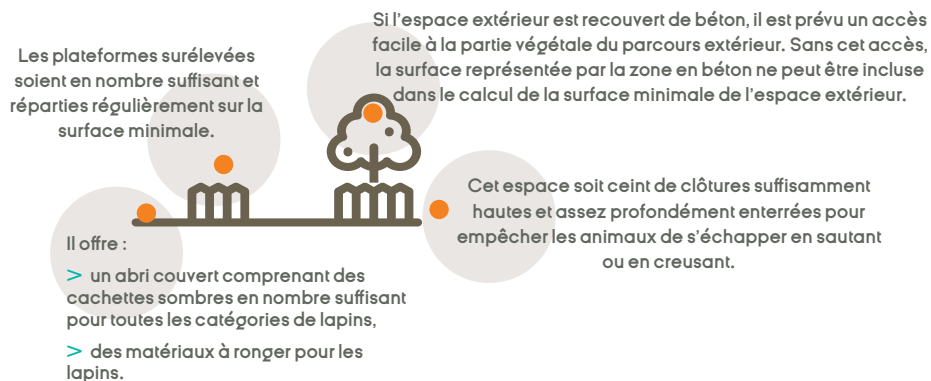 Si l'espace extérieur est recouvert de béton, il est prévu un accès
facile à la partie végétale du parcours extérieur. Sans cet accès,
la surface représentée par la zone en béton ne peut être incluse
dans le calcul de la surface minimale de l'espace extérieur.
Les plateformes surélevées
soient en nombre suffisant et
réparties régulièrement sur la
surface minimale.
Cet espace soit ceint de clôtures suffisamment
hautes et assez profondément enterrées pour
empêcher les animaux de s'échapper en sautant
ou en creusant.
Il offre :
> un abri couvert comprenant des
cachettes sombres en nombre suffisant
pour toutes les catégories de lapins,
> des matériaux à ronger pour les
lapins.